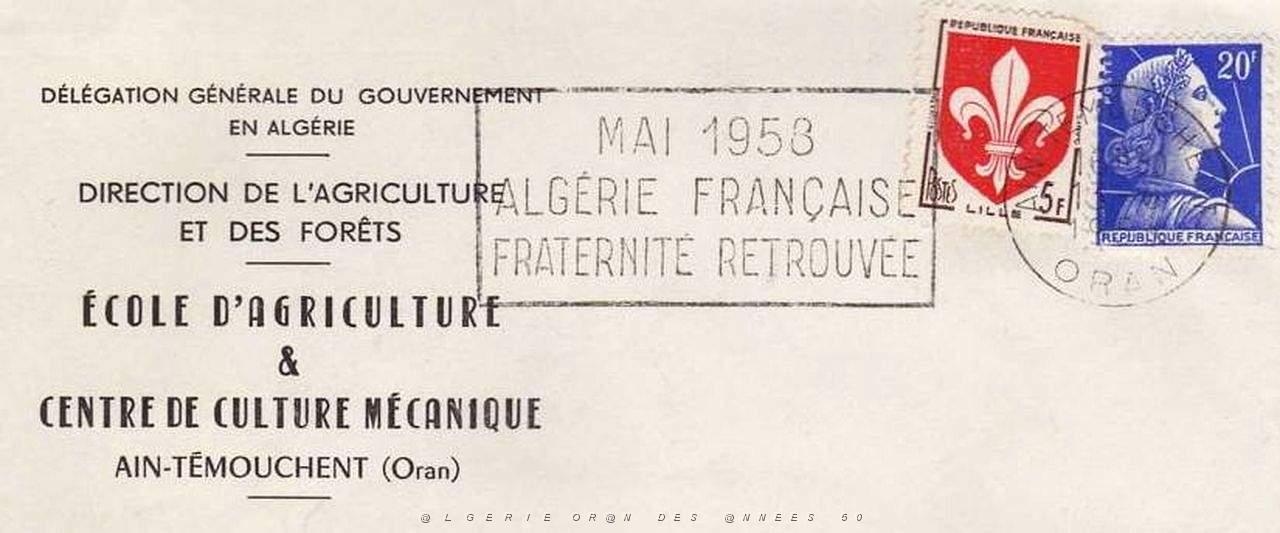 DÉLÉGATION GÉNÉRALE DU GOUVERNEMENT
EN ALGÉRIE
DIRECTION DE L'AGRICULTURE
ET DES FORÊTS
ÉCOLE D'AGRICULTURE
&
CENTRE DE CULTURE MÉCANIQUE
AIN-TÉMOUCHENT (Oran)
MAI 1958
ALGÉRIE FRANÇAISE
FRATERNITÉ RETROUVÉE
RÉPUBLIQUE FRANÇAISE
POSTES
LILLE
5F
20F
REPUBLIQUE FRANÇAISE
ORAN
@LGERIE OR@N DES @NNEES 50